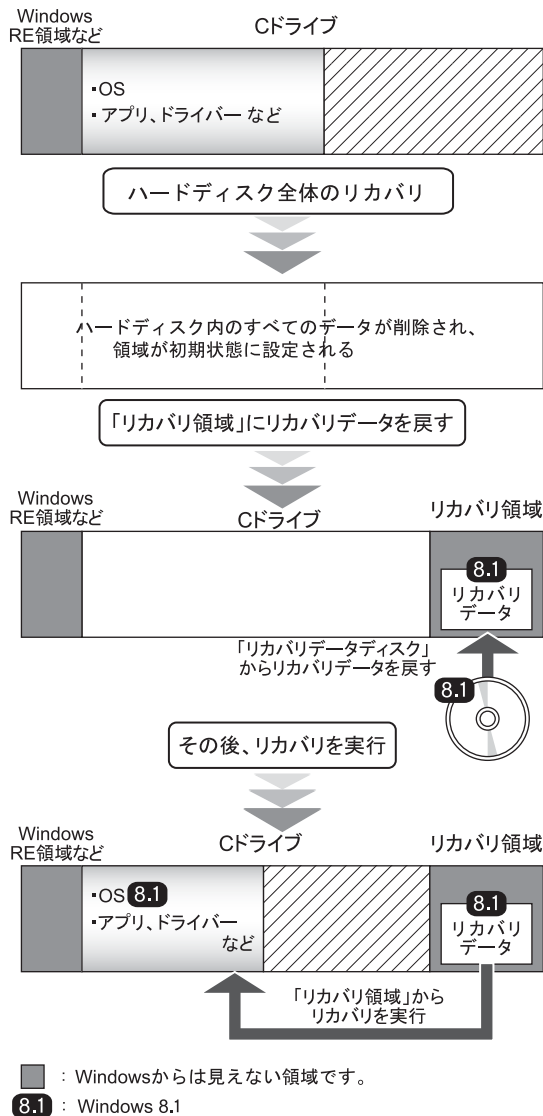 Windows
RE領域など
Cドライブ
▪OS
▪アプリ、ドライバー など
ハードディスク全体のリカバリ
ハードディスク内のすべてのデータが削除され、
領域が初期状態に設定される
「リカバリ領域」にリカバリデータを戻す
Windows
RE領域など
Cドライブ
リカバリ領域
8.1
リカバリ
データ
「リカバリデータディスク」
からリカバリデータを戻す
8.1
その後、リカバリを実行
Windows
RE領域など
Cドライブ
リカバリ領域
▪OS 8.1
▪アプリ、ドライバー
など
8.1
リカバリ
データ
「リカバリ領域」から
リカバリを実行
：Windowsからは見えない領域です。
8.1：Windows 8.1